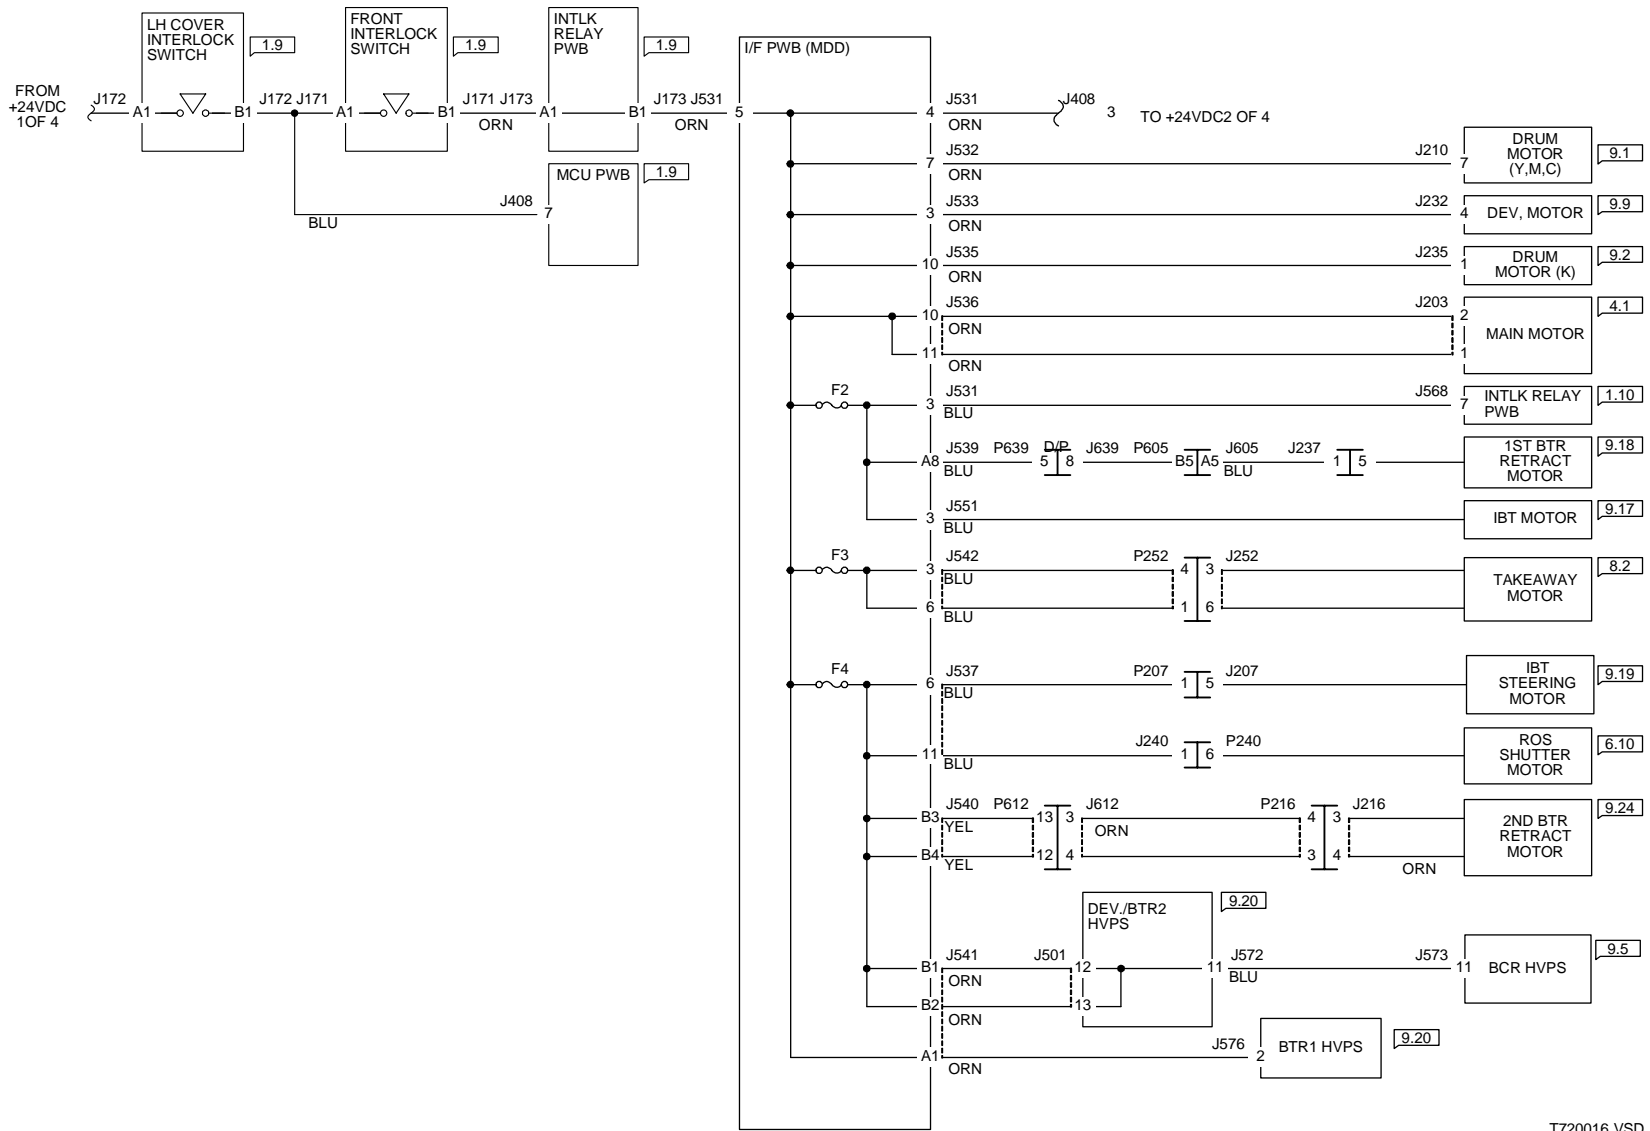 LH COVER
INTERLOCK
SWITCH
1.9
FRONT
INTERLOCK
SWITCH
1.9
INTLK
RELAY
PWB
1.9
I/F PWB (MDD)
FROM
+24VDC
1OF 4
J172 A1 B1 J172 J171 A1 B1 J171 J173 A1 B1 J173 J531 5 4 J531 J408 3 TO +24VDC2 OF 4
ORN ORN ORN
MCU PWB
1.9
J408 7
BLU
7 J532 J210 7 DRUM
MOTOR
(Y,M,C)
9.1
ORN
3 J533 J232 4 DEV, MOTOR 9.9
ORN
10 J535 J235 1 DRUM
MOTOR (K)
9.2
ORN
10 J536 J203 2
ORN
MAIN MOTOR 4.1
11 1
ORN
F2 3 J531 J568 7 INTLK RELAY
PWB
1.10
BLU
A8 J539 P639 5 D/P 8 J639 P605 B5 A5 J605 J237 1 5 1ST BTR
RETRACT
MOTOR
9.18
BLU BLU
3 J551 IBT MOTOR 9.17
BLU
F3 3 J542 P252 4 3 J252
BLU
TAKEAWAY
MOTOR
8.2
6 1 6
BLU
F4 6 J537 P207 1 5 J207 IBT
STEERING
MOTOR
9.19
BLU
11 J240 1 6 P240 ROS
SHUTTER
MOTOR
6.10
BLU
B3 J540 P612 13 3 J612 P216 4 3 J216
YEL ORN
2ND BTR
RETRACT
MOTOR
9.24
B4 12 4 3 4
YEL ORN
DEV./BTR2
HVPS
9.20
B1 J541 J501 12 11 J572 J573 11 BCR HVPS 9.5
ORN BLU
B2 13
ORN
A1 J576 2 BTR1 HVPS 9.20
ORN
T720016.VSD